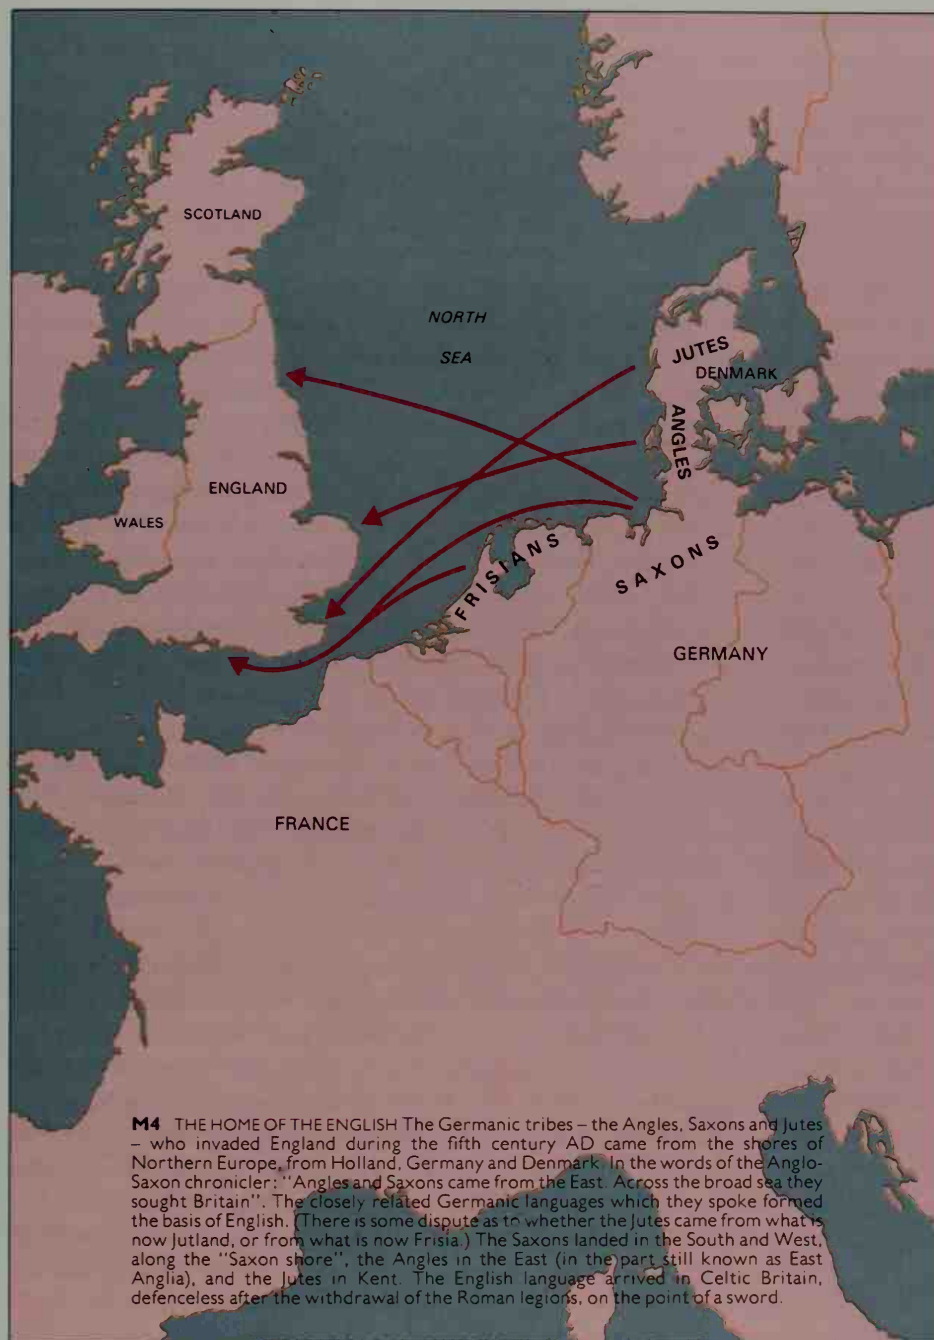 SCOTLAND
NORTH
SEA
JUTES
DENMARK
ANGLES
ENGLAND
WALES
FRISIANS
SAXONS
GERMANY
FRANCE
M4 THE HOME OF THE ENGLISH The Germanic tribes – the Angles, Saxons and Jutes
– who invaded England during the fifth century AD came from the shores of
Northern Europe, from Holland, Germany and Denmark. In the words of the Anglo-
Saxon chronicler: "Angles and Saxons came from the East. Across the broad sea they
sought Britain". The closely related Germanic languages which they spoke formed
the basis of English. (There is some dispute as to whether the Jutes came from what is
now Jutland, or from what is now Frisia.) The Saxons landed in the South and West,
along the "Saxon shore", the Angles in the East (in the part still known as East
Anglia), and the Jutes in Kent. The English language arrived in Celtic Britain,
defenceless after the withdrawal of the Roman legions, on the point of a sword.